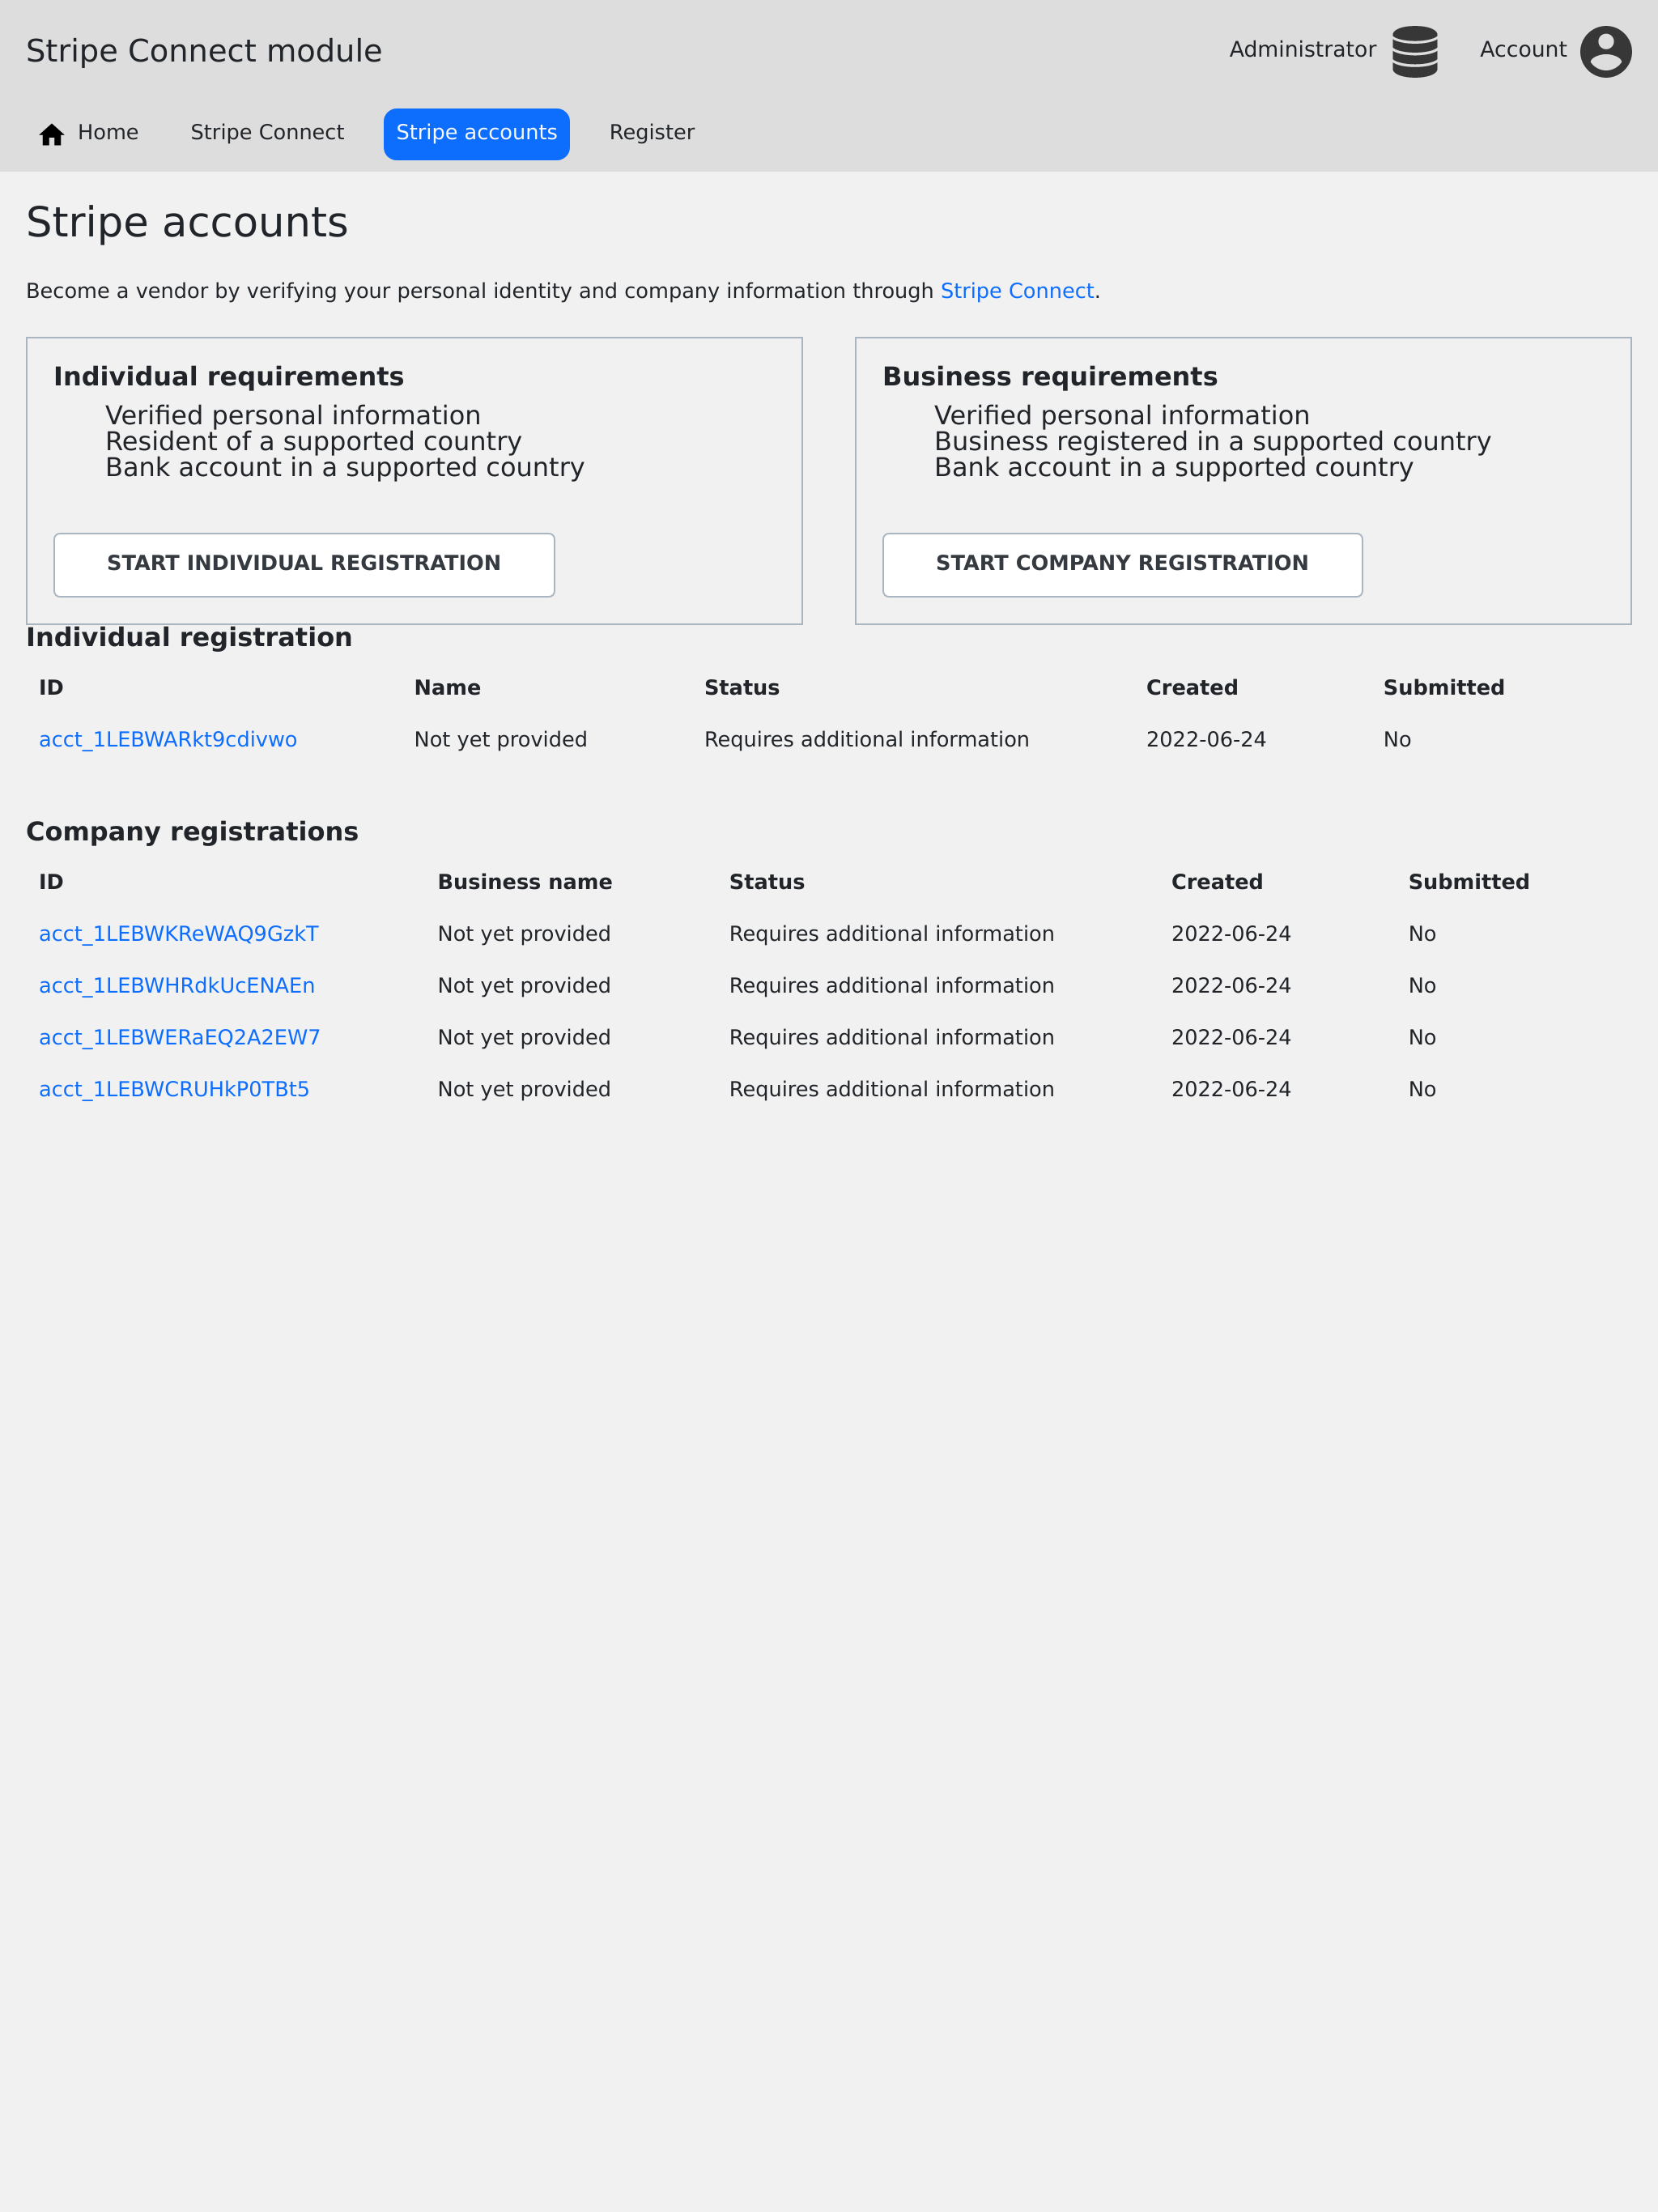 Stripe Connect module
Administrator
Account
Home
Stripe Connect
Stripe accounts
Register
Stripe accounts
Become a vendor by verifying your personal identity and company information through Stripe Connect.
Individual requirements
Verified personal information
Resident of a supported country
Bank account in a supported country
START INDIVIDUAL REGISTRATION
Business requirements
Verified personal information
Business registered in a supported country
Bank account in a supported country
START COMPANY REGISTRATION
Individual registration
ID Name Status Created Submitted
acct_1LEBWARkt9cdivwo Not yet provided Requires additional information 2022-06-24 No
Company registrations
ID Business name Status Created Submitted
acct_1LEBWKReWAQ9GzkT Not yet provided Requires additional information 2022-06-24 No
acct_1LEBWHRdkUcENAEn Not yet provided Requires additional information 2022-06-24 No
acct_1LEBWERaEQ2A2EW7 Not yet provided Requires additional information 2022-06-24 No
acct_1LEBWCRUHkP0TBt5 Not yet provided Requires additional information 2022-06-24 No